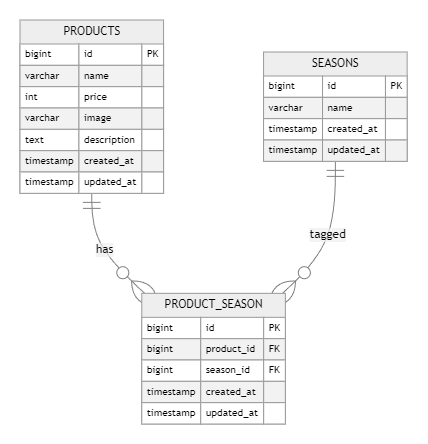 PRODUCTS
bigint id PK
varchar name
int price
varchar image
text description
timestamp created_at
timestamp updated_at
SEASONS
bigint id PK
varchar name
timestamp created_at
timestamp updated_at
has
tagged
PRODUCT_SEASON
bigint id PK
bigint product_id FK
bigint season_id FK
timestamp created_at
timestamp updated_at